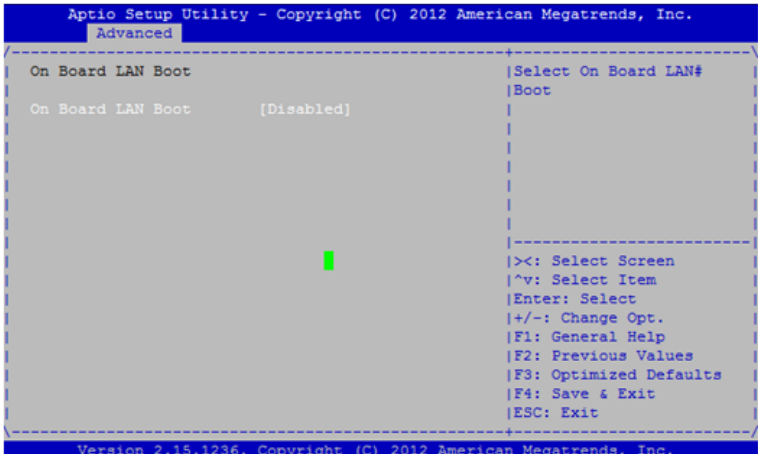 Aptio Setup Utility - Copyright (C) 2012 American Megatrends, Inc.
Advanced
/----------------------------------------------------+--------------------------\
| On Board LAN Boot |Select On Board LAN# |
| |Boot |
| On Board LAN Boot [Disabled] | |
| |--------------------------|
| |><: Select Screen |
| |^v: Select Item |
| |Enter: Select |
| |+/-: Change Opt. |
| |F1: General Help |
| |F2: Previous Values |
| |F3: Optimized Defaults |
| |F4: Save & Exit |
| |ESC: Exit |
\----------------------------------------------------+--------------------------/
Version 2.15.1236. Copyright (C) 2012 American Megatrends, Inc.